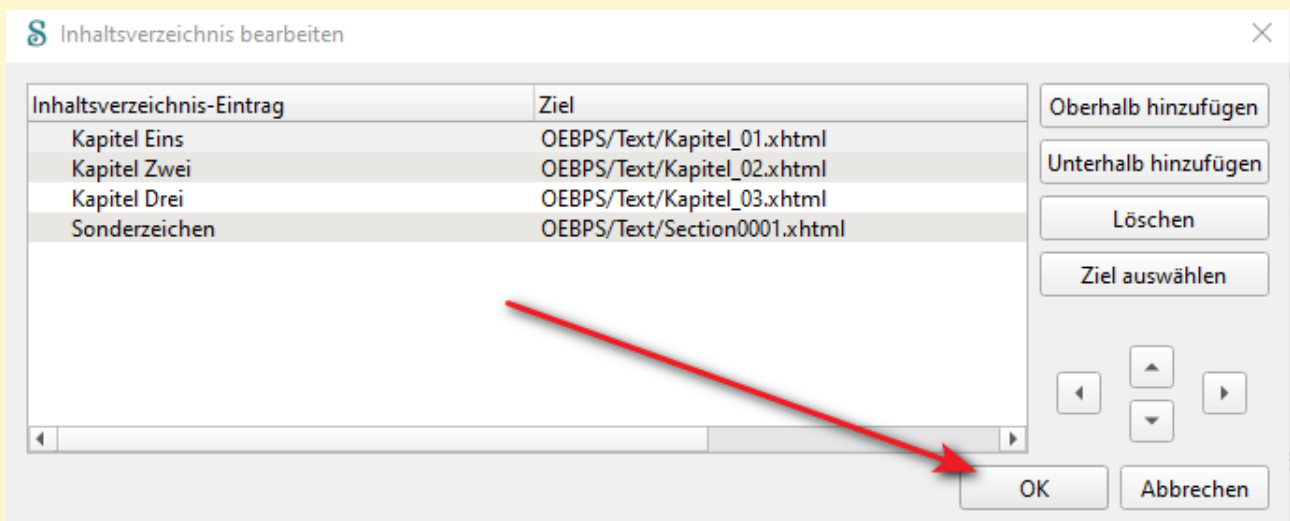 Inhaltsverzeichnis bearbeiten
Inhaltsverzeichnis-Eintrag Ziel
Kapitel Eins OEBPS/Text/Kapitel_01.xhtml
Kapitel Zwei OEBPS/Text/Kapitel_02.xhtml
Kapitel Drei OEBPS/Text/Kapitel_03.xhtml
Sonderzeichen OEBPS/Text/Section0001.xhtml
Oberhalb hinzufügen
Unterhalb hinzufügen
Löschen
Ziel auswählen
OK Abbrechen